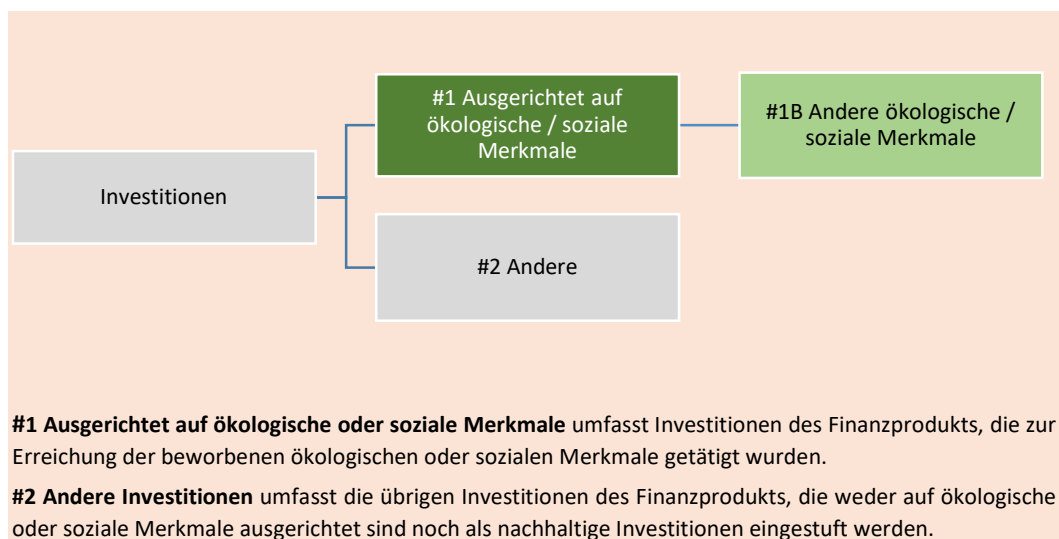 #1 Ausgerichtet auf
ökologische / soziale
Merkmale
#1B Andere ökologische /
soziale Merkmale
Investitionen
#2 Andere
#1 Ausgerichtet auf ökologische oder soziale Merkmale umfasst Investitionen des Finanzprodukts, die zur
Erreichung der beworbenen ökologischen oder sozialen Merkmale getätigt wurden.
#2 Andere Investitionen umfasst die übrigen Investitionen des Finanzprodukts, die weder auf ökologische
oder soziale Merkmale ausgerichtet sind noch als nachhaltige Investitionen eingestuft werden.